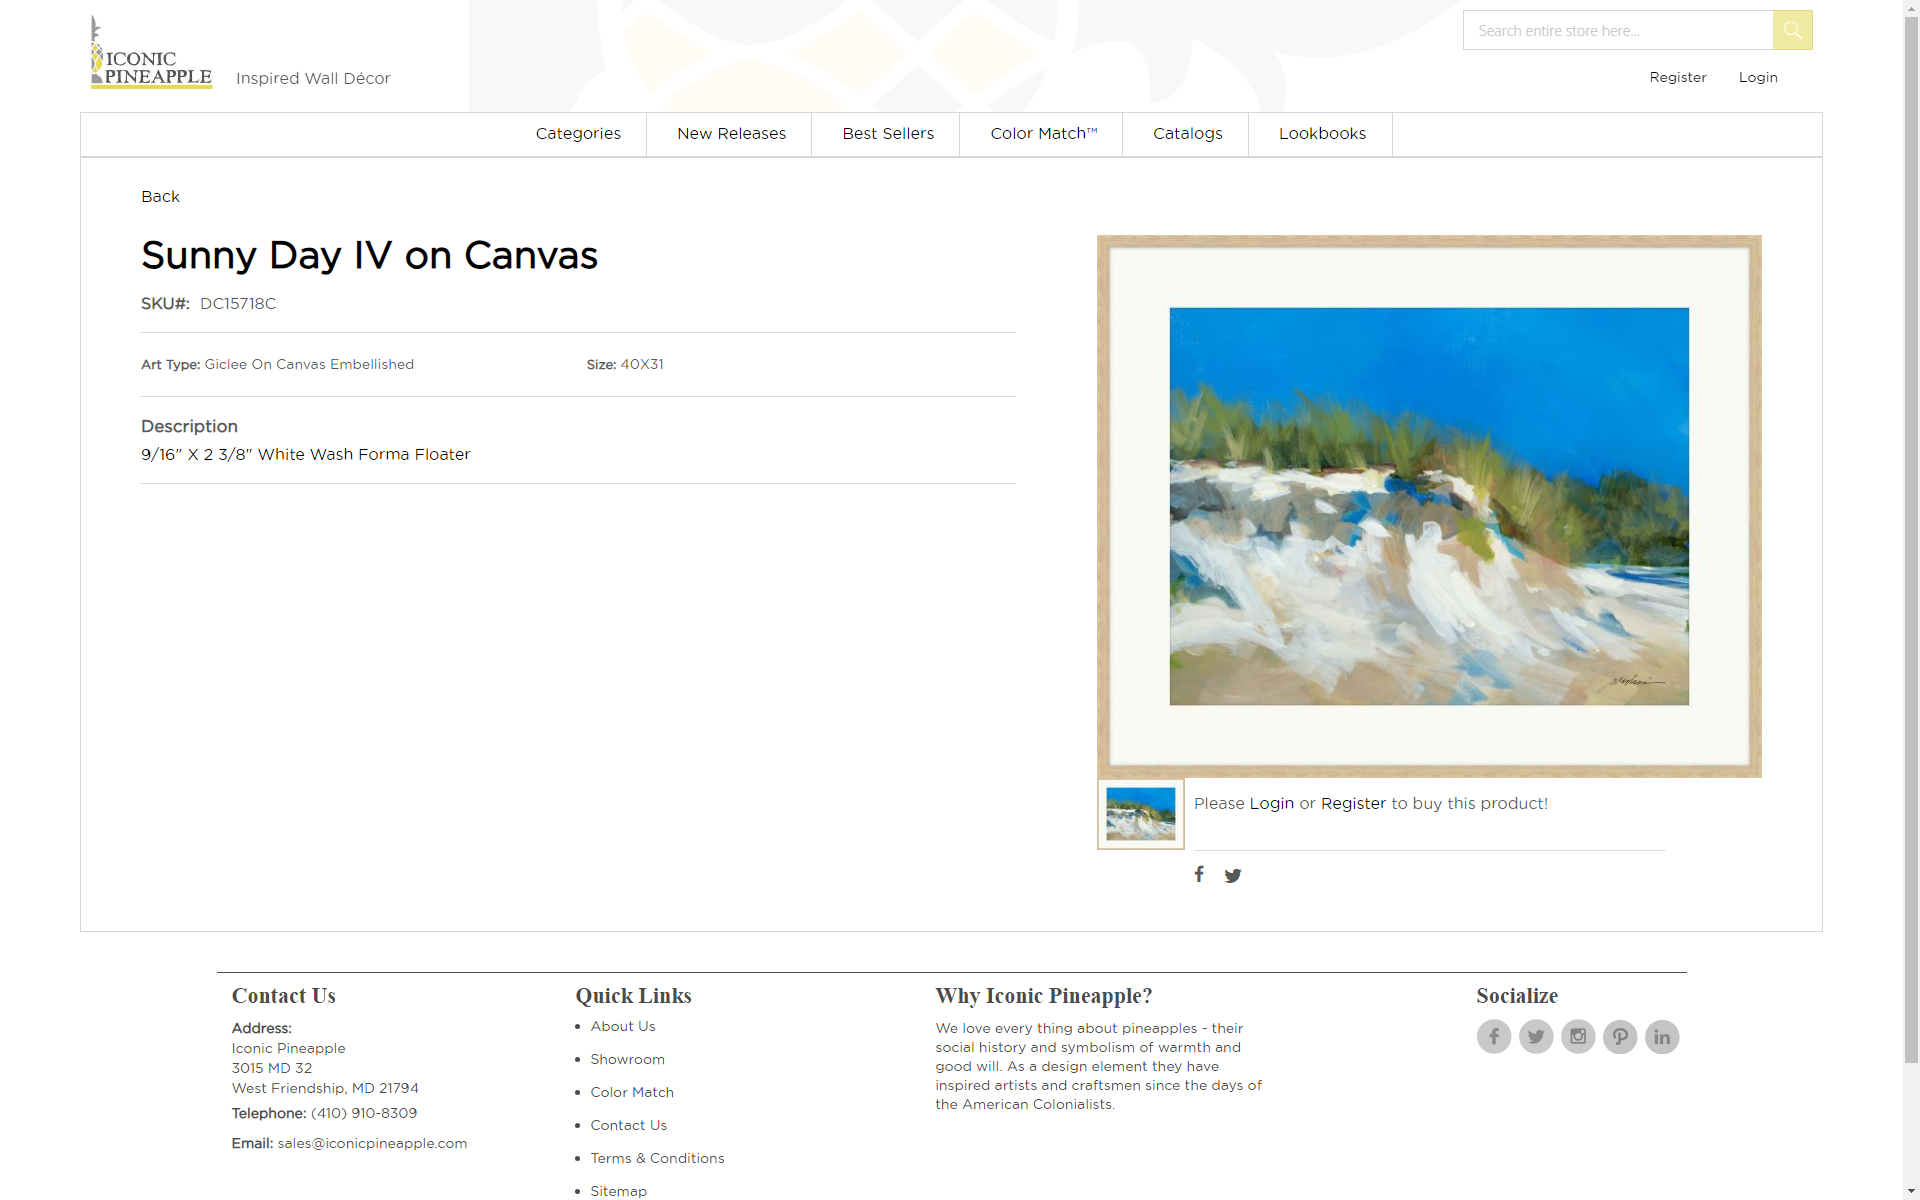 ICONIC
PINEAPPLE
Inspired Wall Décor
Search entire store here...
Register
Login
Categories
New Releases
Best Sellers
Color Match™
Catalogs
Lookbooks
Back
Sunny Day IV on Canvas
SKU#: DC15718C
Art Type: Giclee On Canvas Embellished
Size: 40X31
Description
9/16" X 2 3/8" White Wash Forma Floater
Please Login or Register to buy this product!
Contact Us
Address:
Iconic Pineapple
3015 MD 32
West Friendship, MD 21794
Telephone: (410) 910-8309
Email: sales@iconicpineapple.com
Quick Links
About Us
Showroom
Color Match
Contact Us
Terms & Conditions
Sitemap
Why Iconic Pineapple?
We love every thing about pineapples - their
social history and symbolism of warmth and
good will. As a design element they have
inspired artists and craftsmen since the days of
the American Colonialists.
Socialize